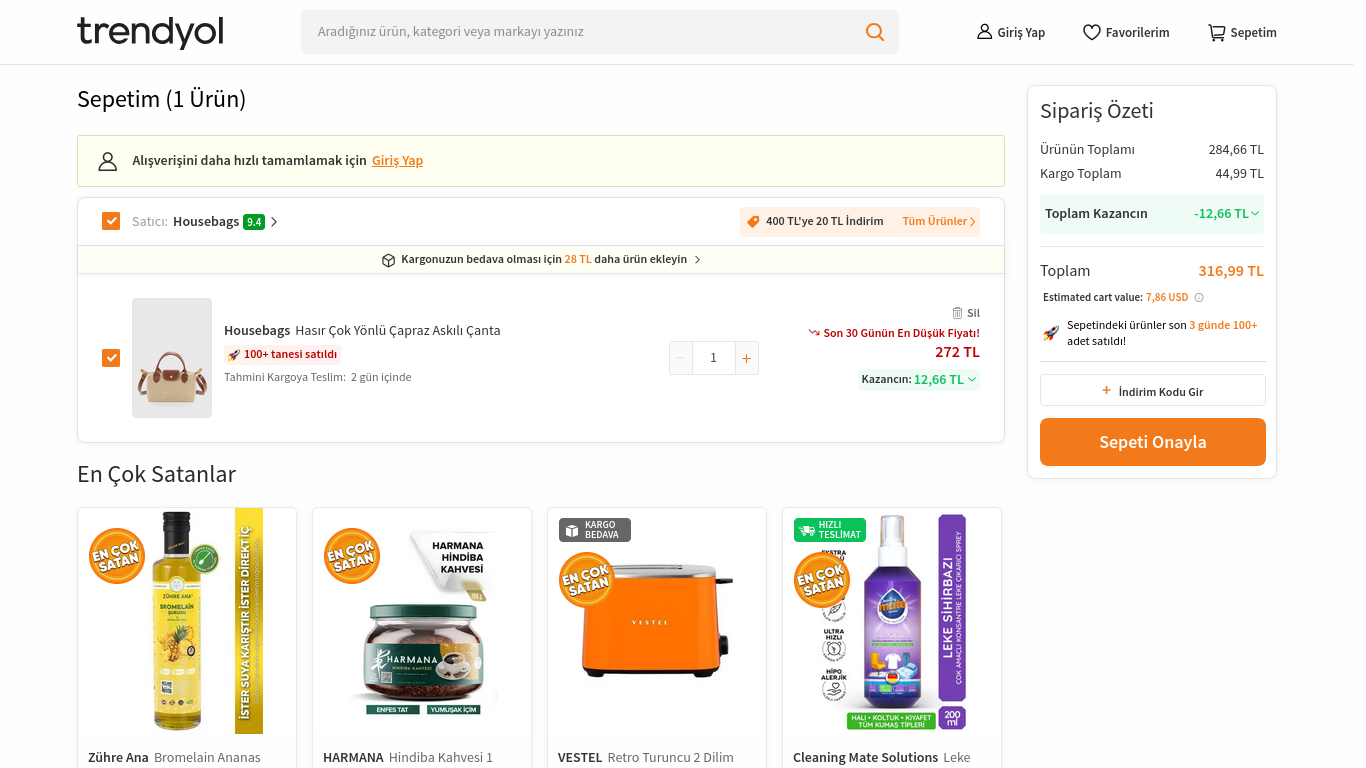 trendyol
Aradığınız ürün, kategori veya markayı yazınız
Giriş Yap
Favorilerim
Sepetim
Sepetim (1 Ürün)
Alışverişini daha hızlı tamamlamak için Giriş Yap
Satıcı: Housebags 9.4
400 TL'ye 20 TL İndirim Tüm Ürünler
Kargonuzun bedava olması için 28 TL daha ürün ekleyin
Housebags Hasır Çok Yönlü Çapraz Askılı Çanta
100+ tanesi satıldı
Tahmini Kargoya Teslim: 2 gün içinde
1
Sil
Son 30 Günün En Düşük Fiyatı!
272 TL
Kazancın: 12,66 TL
Sipariş Özeti
Ürünün Toplamı 284,66 TL
Kargo Toplam 44,99 TL
Toplam Kazancın -12,66 TL
Toplam 316,99 TL
Estimated cart value: 7,86 USD
Sepetindeki ürünler son 3 günde 100+
adet satıldı!
+ İndirim Kodu Gir
Sepeti Onayla
En Çok Satanlar
EN ÇOK
SATAN
ZÜHRE ANA
BROMELAIN
ŞURUBU
İSTER SUYA KARIŞTIR İSTER DİREKT İÇ
Zühre Ana Bromelain Ananas
EN ÇOK
SATAN
HARMANA
HİNDİBA
KAHVESİ
HARMANA
HİNDİBA KAHVESİ
ENFES TAT
YUMUŞAK İÇİM
HARMANA Hindiba Kahvesi 1
KARGO
BEDAVA
EN ÇOK
SATAN
VESTEL
VESTEL Retro Turuncu 2 Dilim
HIZLI
TESLİMAT
EN ÇOK
SATAN
ULTRA
HIZLI
HİPO
ALERJİK
mate
LEKE SİHİRBAZI
ÇOK AMAÇLI KONSANTRE LEKE ÇIKARICI SPREY
HALI • KOLTUK • KIYAFET
TÜM KUMAŞ TİPLERİ
200
ml
Cleaning Mate Solutions Leke